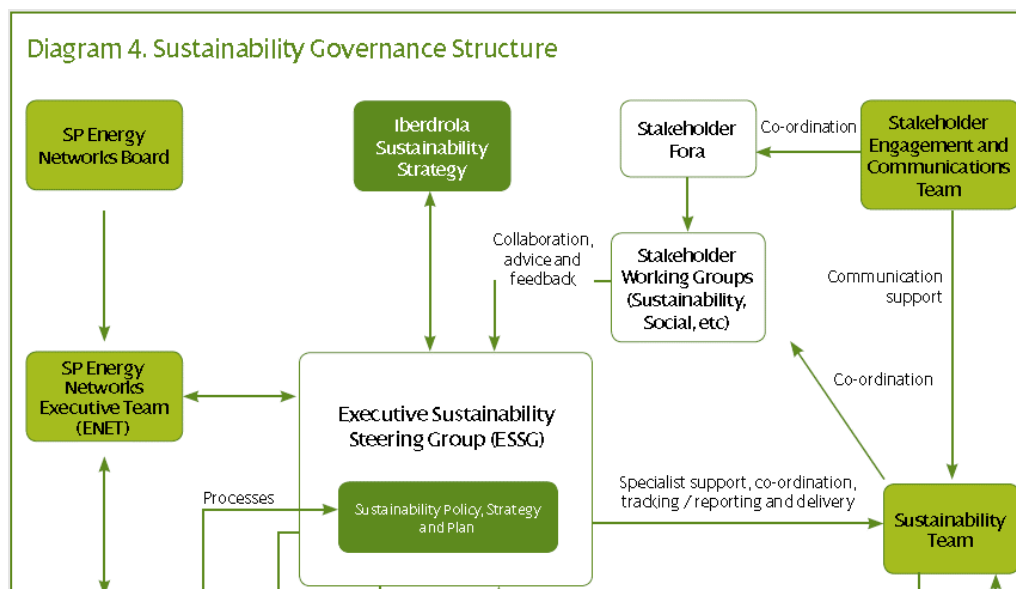 Diagram 4. Sustainability Governance Structure
SP Energy
Networks Board
Iberdrola
Sustainability
Strategy
Stakeholder
Fora
Co-ordination
Stakeholder
Engagement and
Communications
Team
Collaboration,
advice and
feedback
Stakeholder
Working Groups
(Sustainability,
Social, etc)
Communication
support
SP Energy
Networks
Executive Team
(ENET)
Co-ordination
Executive Sustainability
Steering Group (ESSG)
Processes
Sustainability Policy, Strategy
and Plan
Specialist support, co-ordination,
tracking / reporting and delivery
Sustainability
Team